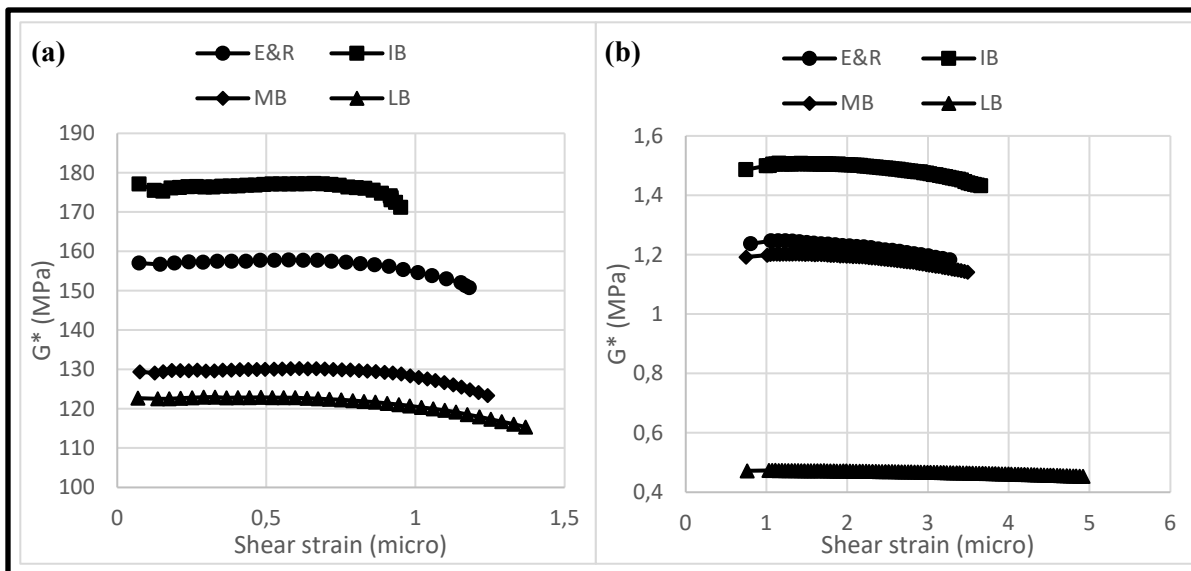 (a)
E&R
IB
MB
LB
G* (MPa)
190
180
170
160
150
140
130
120
110
100
0
0,5
1
1,5
Shear strain (micro)
(b)
E&R
IB
MB
LB
G* (MPa)
1,6
1,4
1,2
1
0,8
0,6
0,4
0
1
2
3
4
5
6
Shear strain (micro)